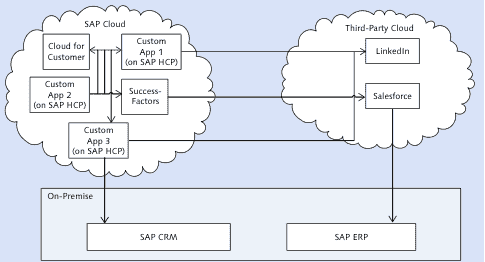 SAP Cloud
Third-Party Cloud
Cloud for
Customer
Custom
App 1
(on SAP HCP)
LinkedIn
Custom
App 2
(on SAP HCP)
Success-
Factors
Salesforce
Custom
App 3
(on SAP HCP)
On-Premise
SAP CRM
SAP ERP